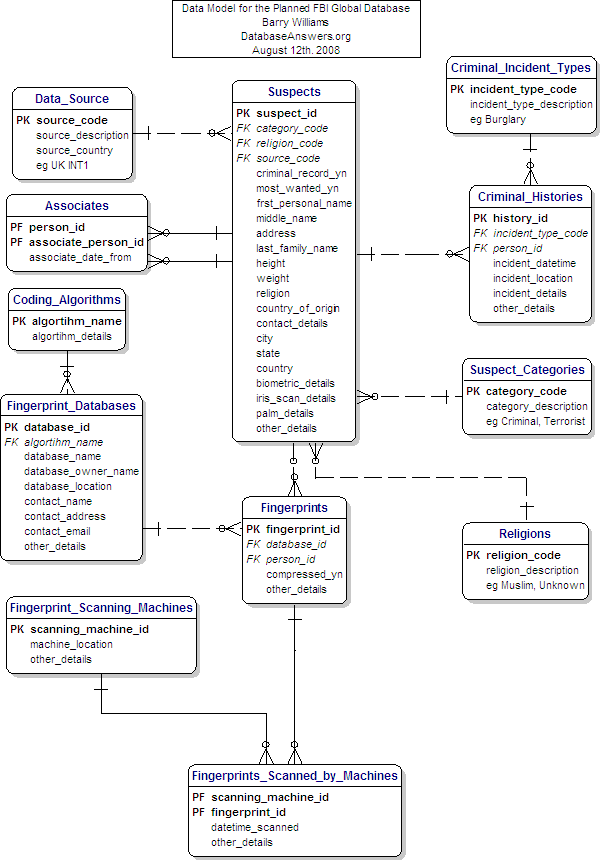 Data Model for the Planned FBI Global Database
Barry Williams
DatabaseAnswers.org
August 12th. 2008
Data_Source
PK source_code
source_description
source_country
eg UK INT1
Suspects
PK suspect_id
FK category_code
FK religion_code
FK source_code
criminal_record_yn
most_wanted_yn
frst_personal_name
middle_name
address
last_family_name
height
weight
religion
country_of_origin
contact_details
city
state
country
biometric_details
iris_scan_details
palm_details
other_details
Criminal_Incident_Types
PK incident_type_code
incident_type_description
eg Burglary
Associates
PF person_id
PF associate_person_id
associate_date_from
Criminal_Histories
PK history_id
FK incident_type_code
FK person_id
incident_datetime
incident_location
incident_details
other_details
Coding_Algorithms
PK algortihm_name
algortihm_details
Suspect_Categories
PK category_code
category_description
eg Criminal, Terrorist
Fingerprint_Databases
PK database_id
FK algortihm_name
database_name
database_owner_name
database_location
contact_name
contact_address
contact_email
other_details
Fingerprints
PK fingerprint_id
FK database_id
FK person_id
compressed_yn
other_details
Religions
PK religion_code
religion_description
eg Muslim, Unknown
Fingerprint_Scanning_Machines
PK scanning_machine_id
machine_location
other_details
Fingerprints_Scanned_by_Machines
PF scanning_machine_id
PF fingerprint_id
datetime_scanned
other_details